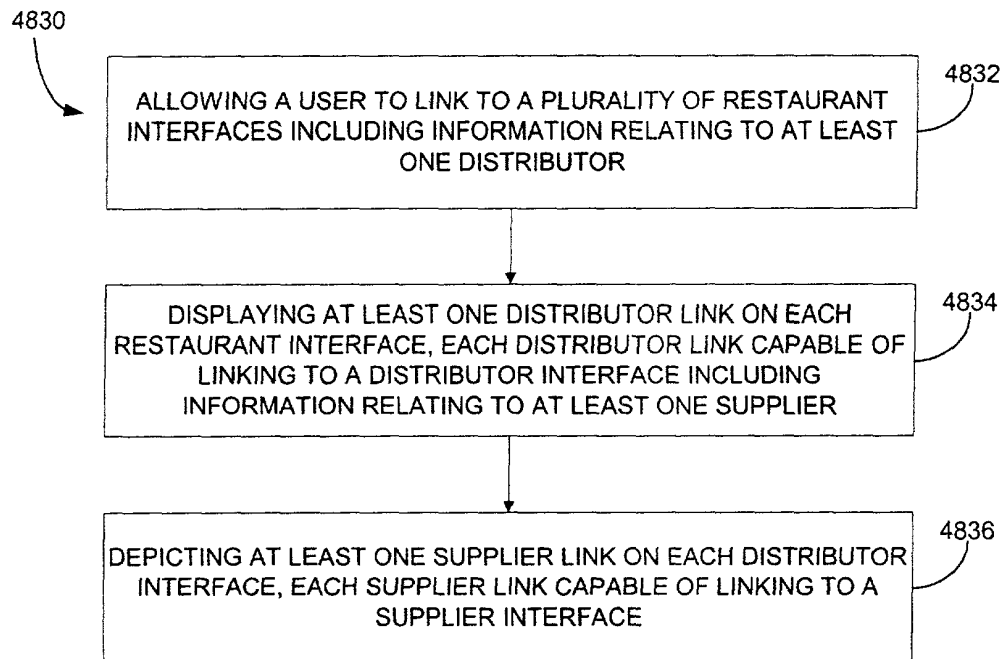 4830
4832
ALLOWING A USER TO LINK TO A PLURALITY OF RESTAURANT
INTERFACES INCLUDING INFORMATION RELATING TO AT LEAST
ONE DISTRIBUTOR
4834
DISPLAYING AT LEAST ONE DISTRIBUTOR LINK ON EACH
RESTAURANT INTERFACE, EACH DISTRIBUTOR LINK CAPABLE OF
LINKING TO A DISTRIBUTOR INTERFACE INCLUDING
INFORMATION RELATING TO AT LEAST ONE SUPPLIER
4836
DEPICTING AT LEAST ONE SUPPLIER LINK ON EACH DISTRIBUTOR
INTERFACE, EACH SUPPLIER LINK CAPABLE OF LINKING TO A
SUPPLIER INTERFACE